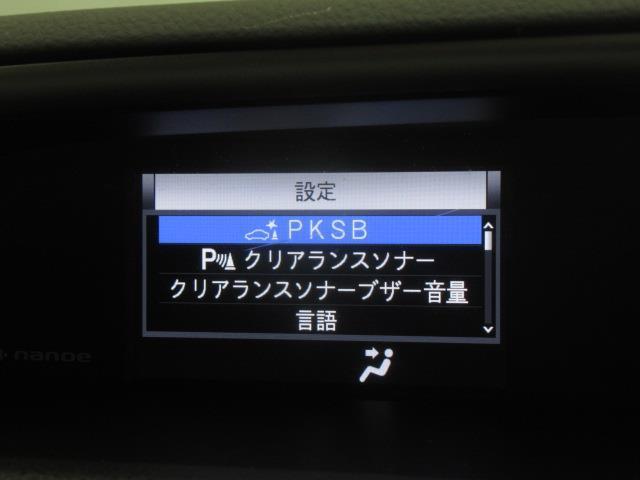 設定
PKSB
P クリアランスソナー
クリアランスソナーブザー音量
言語
nanoe